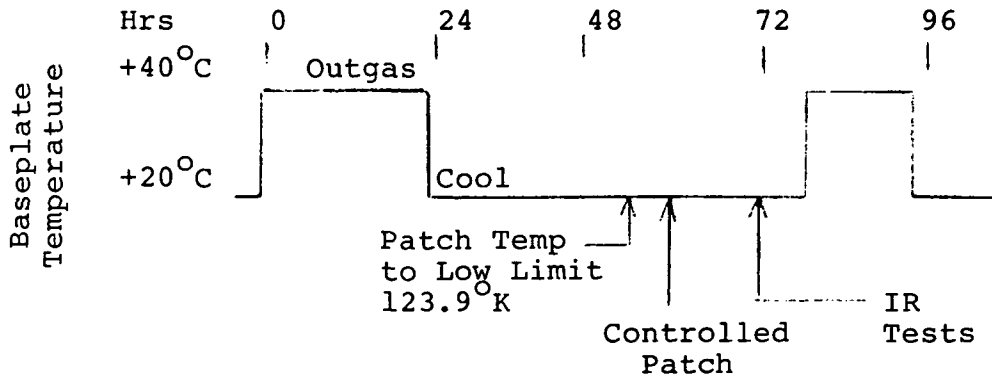 Hrs 0 24 48 72 96
+40°C
Outgas
Baseplate
Temperature
+20°C
Cool
Patch Temp
to Low Limit
123.9°K
Controlled
Patch
IR
Tests